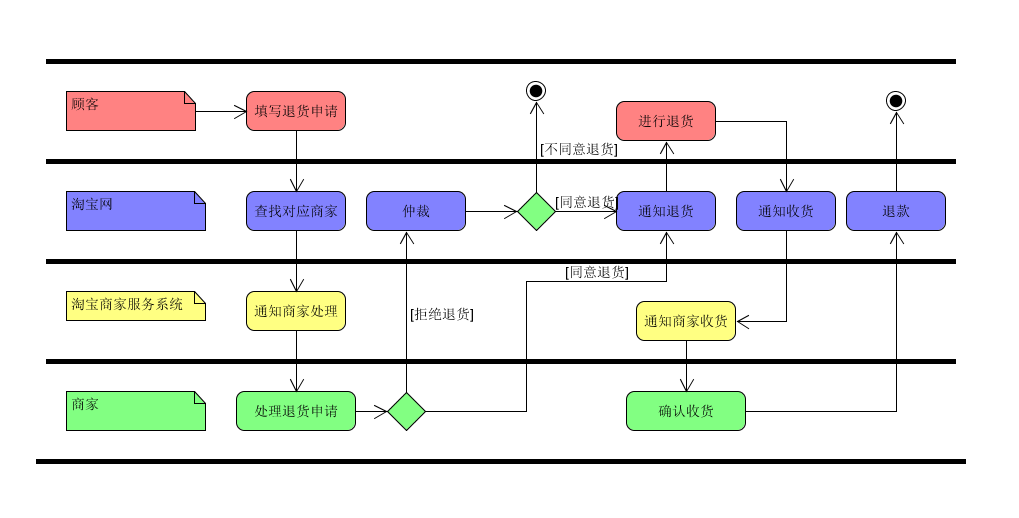 顾客
填写退货申请
进行退货
[不同意退货]
淘宝网
查找对应商家
仲裁
[同意退货]
通知退货
通知收货
退款
[同意退货]
淘宝商家服务系统
通知商家处理
[拒绝退货]
通知商家收货
商家
处理退货申请
确认收货